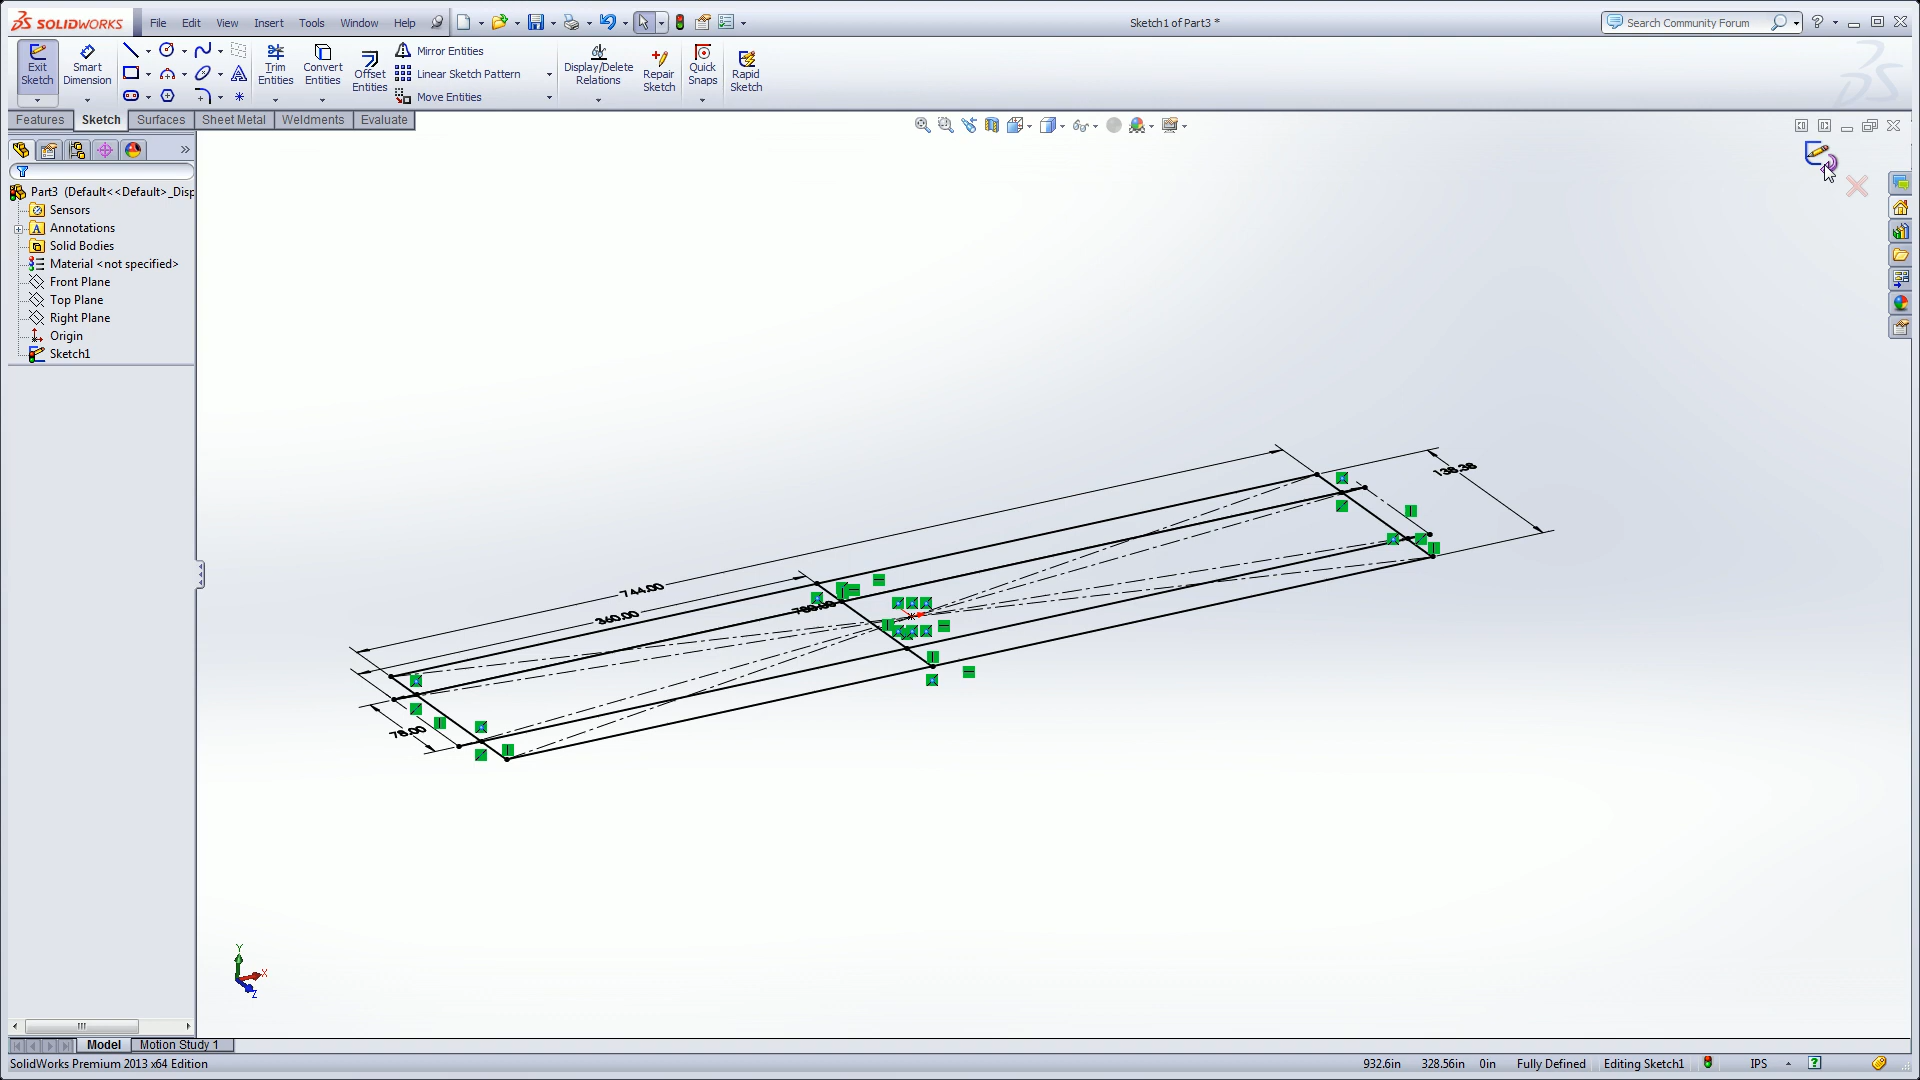 SOLIDWORKS File Edit View Insert Tools Window Help Sketch1 of Part3 * Search Community Forum
Exit Sketch
Smart Dimension
Trim Entities
Convert Entities
Offset Entities
Mirror Entities
Linear Sketch Pattern
Move Entities
Display/Delete Relations
Repair Sketch
Quick Snaps
Rapid Sketch
Features Sketch Surfaces Sheet Metal Weldments Evaluate
Part3 (Default<<Default>_Disp
Sensors
Annotations
Solid Bodies
Material <not specified>
Front Plane
Top Plane
Right Plane
Origin
Sketch1
138.38
744.00
360.00
78.00
Y
X
Z
Model Motion Study 1
SolidWorks Premium 2013 x64 Edition 932.6in 328.56in 0in Fully Defined Editing Sketch1 IPS